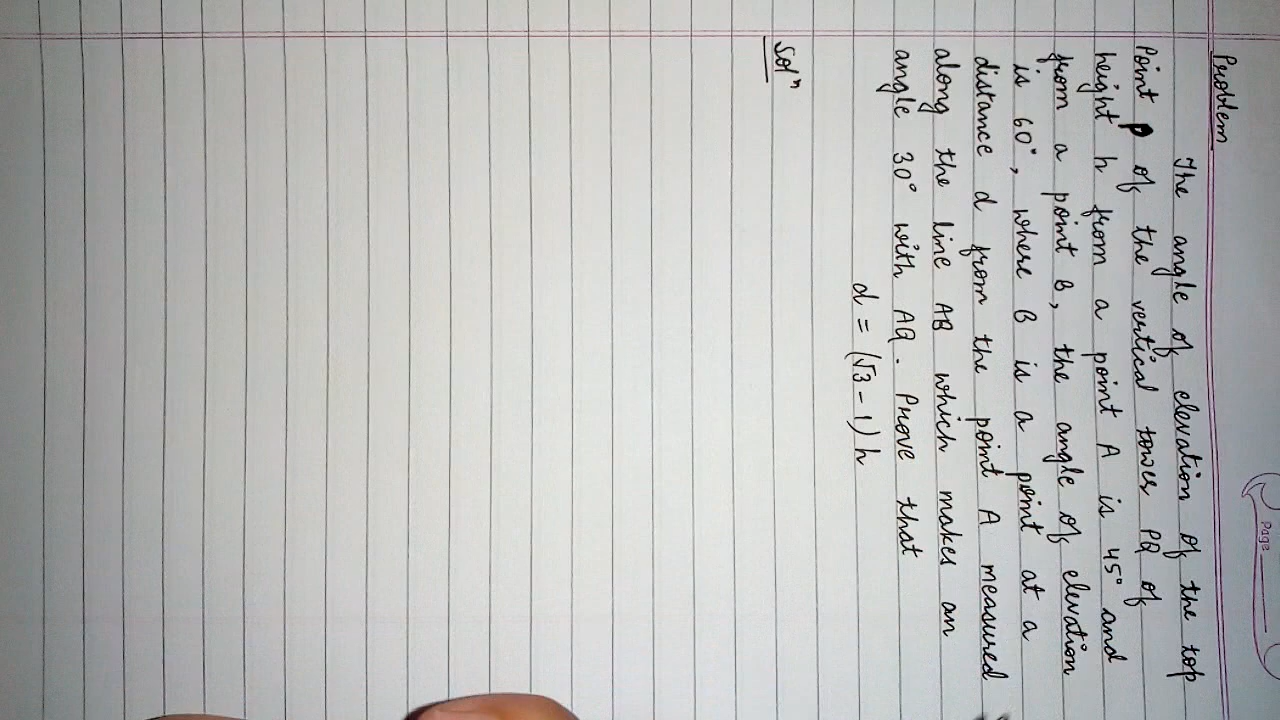 Page
Problem
The angle of elevation of the top
Point P of the vertical tower PQ of
height h from a point A is 45° and
from a point B, the angle of elevation
is 60°, where B is a point at a
distance d from the point A measured
along the line AB which makes an
angle 30° with AQ. Prove that
d = (√3 - 1) h
Solⁿ